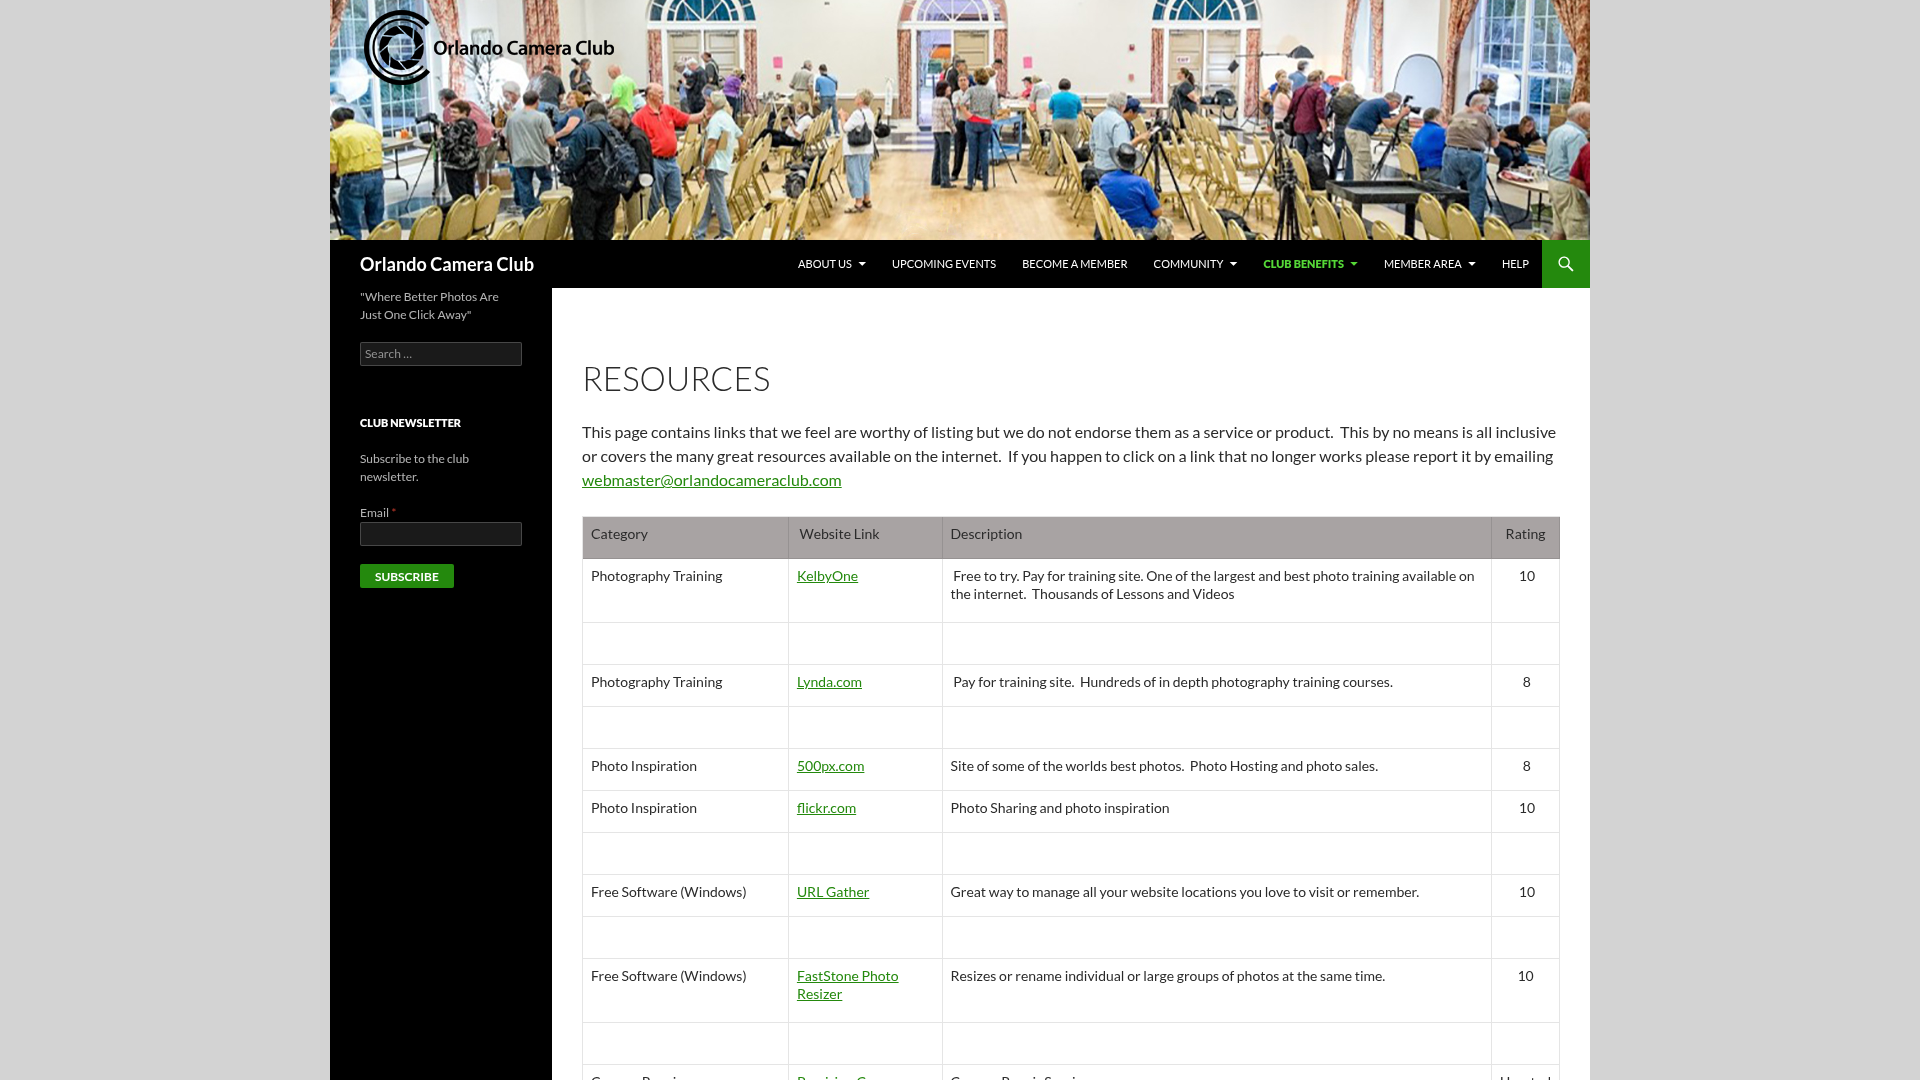 Orlando Camera Club
Orlando Camera Club
ABOUT US
UPCOMING EVENTS
BECOME A MEMBER
COMMUNITY
CLUB BENEFITS
MEMBER AREA
HELP
"Where Better Photos Are
Just One Click Away"
Search …
CLUB NEWSLETTER
Subscribe to the club
newsletter.
Email *
SUBSCRIBE
RESOURCES
This page contains links that we feel are worthy of listing but we do not endorse them as a service or product.  This by no means is all inclusive
or covers the many great resources available on the internet.  If you happen to click on a link that no longer works please report it by emailing
webmaster@orlandocameraclub.com
Category Website Link Description Rating
Photography Training KelbyOne Free to try. Pay for training site. One of the largest and best photo training available on 10
the internet.  Thousands of Lessons and Videos
Photography Training Lynda.com Pay for training site.  Hundreds of in depth photography training courses. 8
Photo Inspiration 500px.com Site of some of the worlds best photos.  Photo Hosting and photo sales. 8
Photo Inspiration flickr.com Photo Sharing and photo inspiration 10
Free Software (Windows) URL Gather Great way to manage all your website locations you love to visit or remember. 10
Free Software (Windows) FastStone Photo Resizes or rename individual or large groups of photos at the same time. 10
Resizer